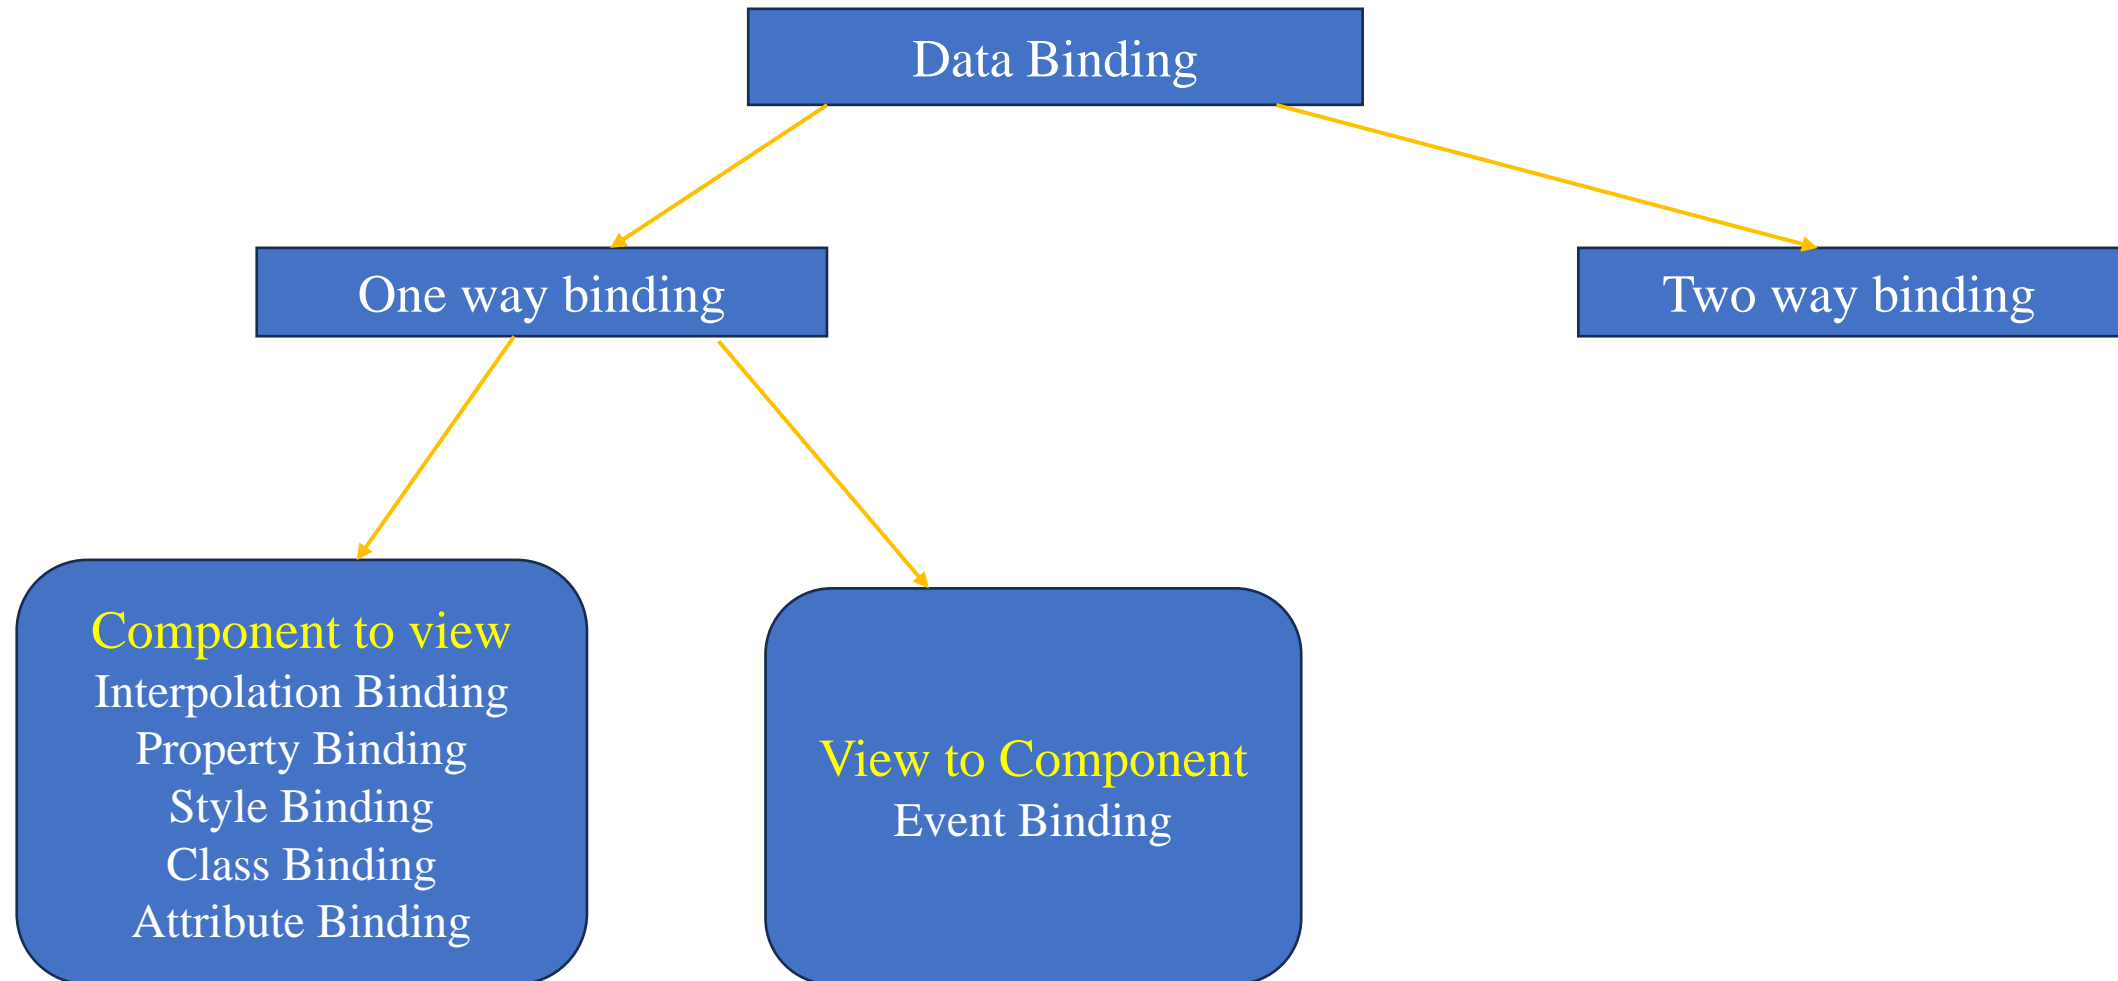 Data Binding
One way binding
Two way binding
Component to view
Interpolation Binding
Property Binding
Style Binding
Class Binding
Attribute Binding
View to Component
Event Binding